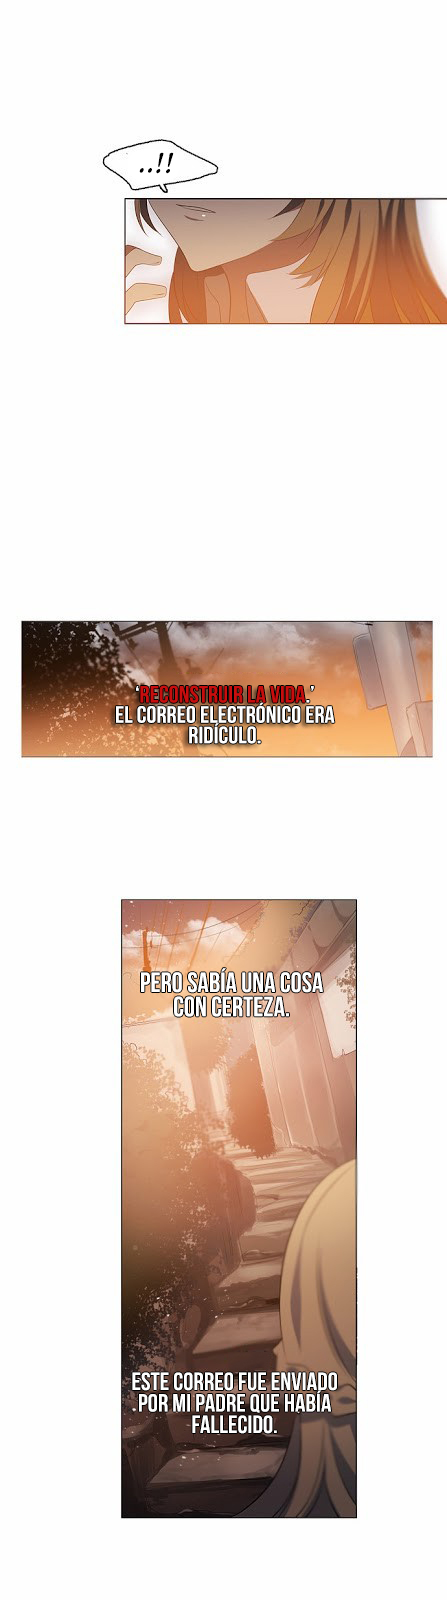 ..!!
'RECONSTRUIR LA VIDA.'
EL CORREO ELECTRÓNICO ERA
RIDÍCULO.
PERO SABÍA UNA COSA
CON CERTEZA.
ESTE CORREO FUE ENVIADO
POR MI PADRE QUE HABÍA
FALLECIDO.